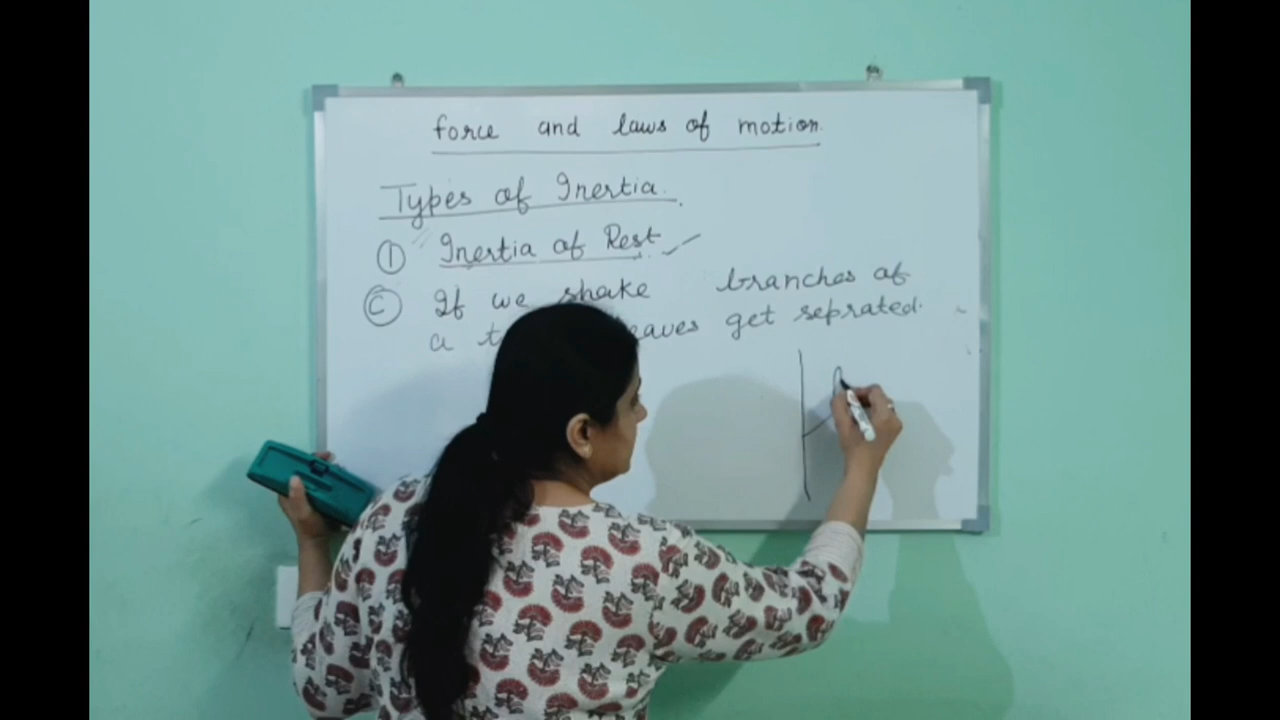 force and laws of motion.
Types of Inertia.
① Inertia of Rest.
Ⓒ If we shake branches of
a get seprated.